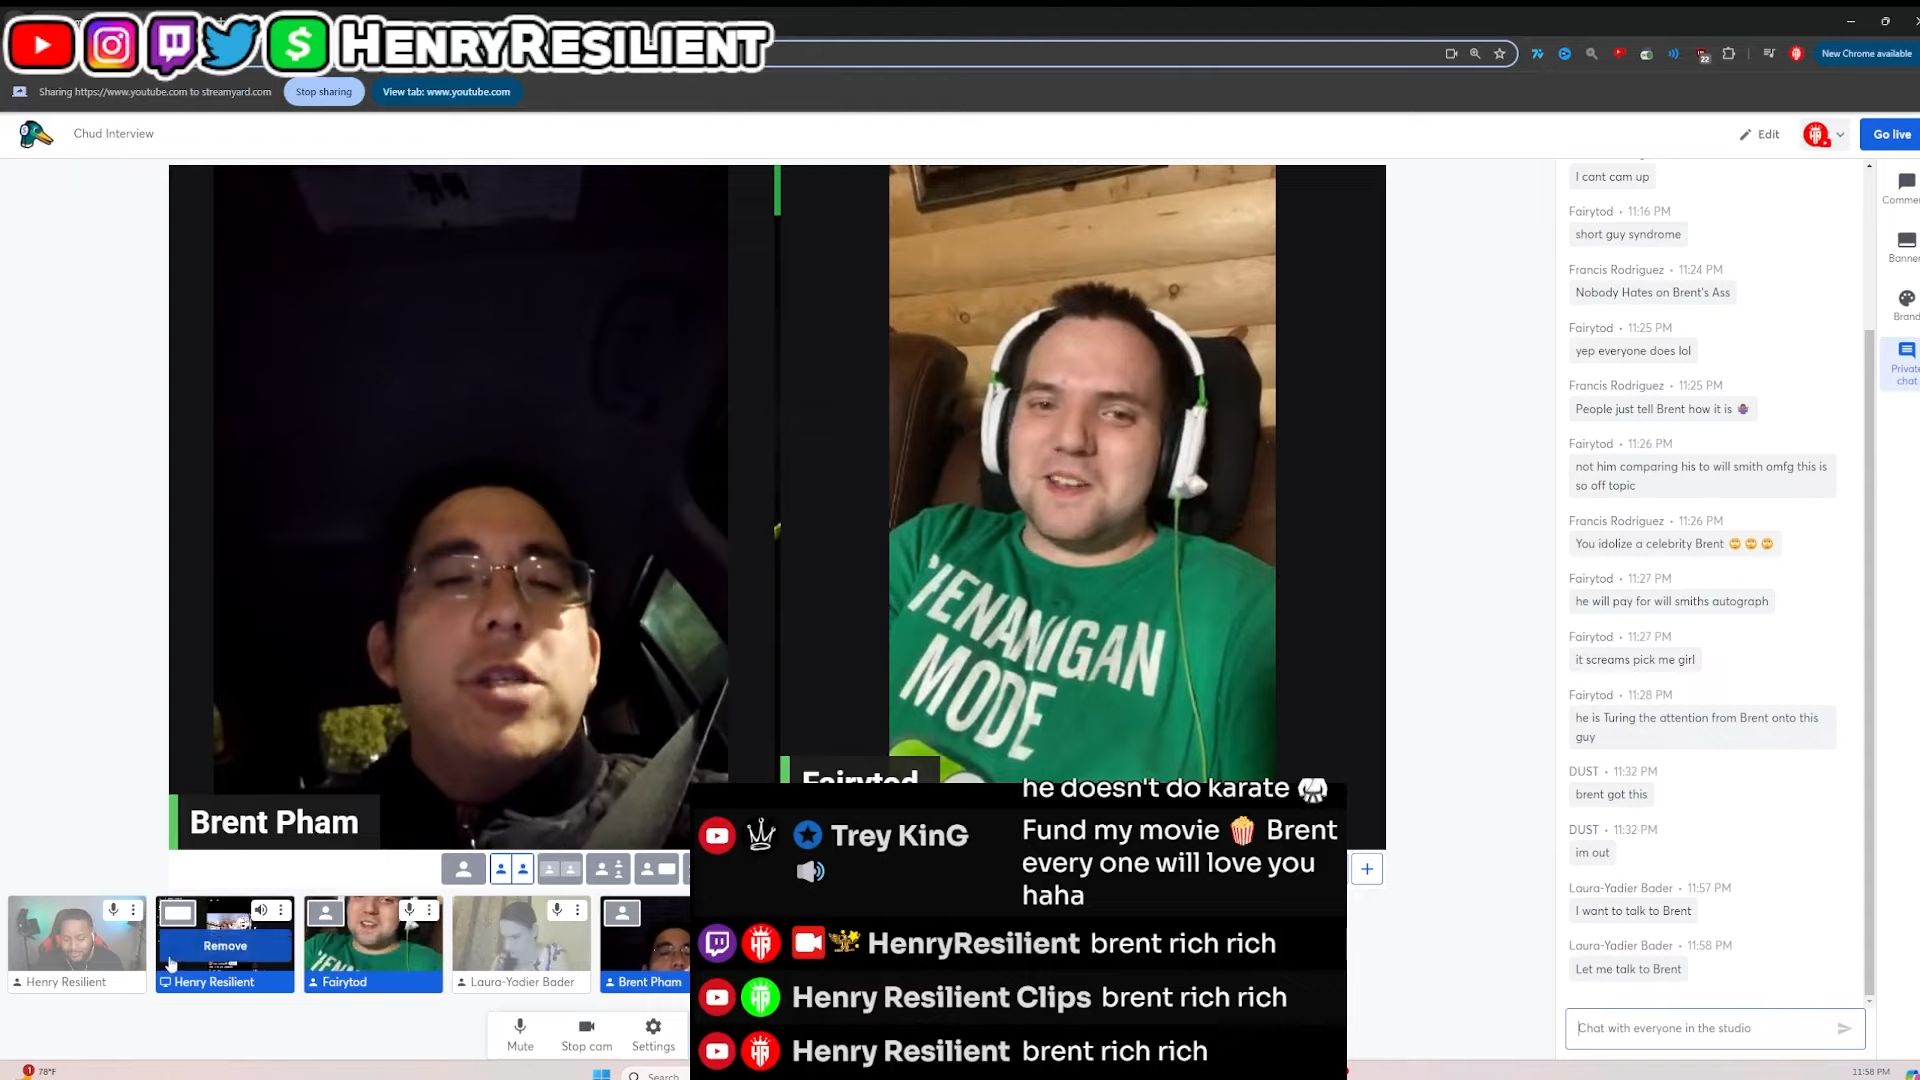 HENRYRESILIENT
New Chrome available
Sharing https://www.youtube.com to streamyard.com
Stop sharing
View tab: www.youtube.com
22
Chud Interview
Edit
Go live
I cant cam up
Fairytod • 11:16 PM
short guy syndrome
Francis Rodriguez • 11:24 PM
Nobody Hates on Brent's Ass
Fairytod • 11:25 PM
yep everyone does lol
Francis Rodriguez • 11:25 PM
People just tell Brent how it is
Fairytod • 11:26 PM
not him comparing his to will smith omfg this is
so off topic
Francis Rodriguez • 11:26 PM
You idolize a celebrity Brent 🙄 🙄 🙄
Fairytod • 11:27 PM
he will pay for will smiths autograph
Fairytod • 11:27 PM
it screams pick me girl
Fairytod • 11:28 PM
he is Turing the attention from Brent onto this
guy
DUST • 11:32 PM
brent got this
DUST • 11:32 PM
im out
Laura-Yadier Bader • 11:57 PM
I want to talk to Brent
Laura-Yadier Bader • 11:58 PM
Let me talk to Brent
Chat with everyone in the studio
Comme
Banner
Brand
Private
chat
'ENANIGAN
MODE
Brent Pham
Fairytod
he doesn't do karate 🥋
Trey KinG
Fund my movie 🍿 Brent
every one will love you
haha
HenryResilient brent rich rich
Henry Resilient Clips brent rich rich
Henry Resilient brent rich rich
Remove
Henry Resilient
Henry Resilient
Fairytod
Laura-Yadier Bader
Brent Pham
Mute
Stop cam
Settings
1
78°F
Search
11:58 PM